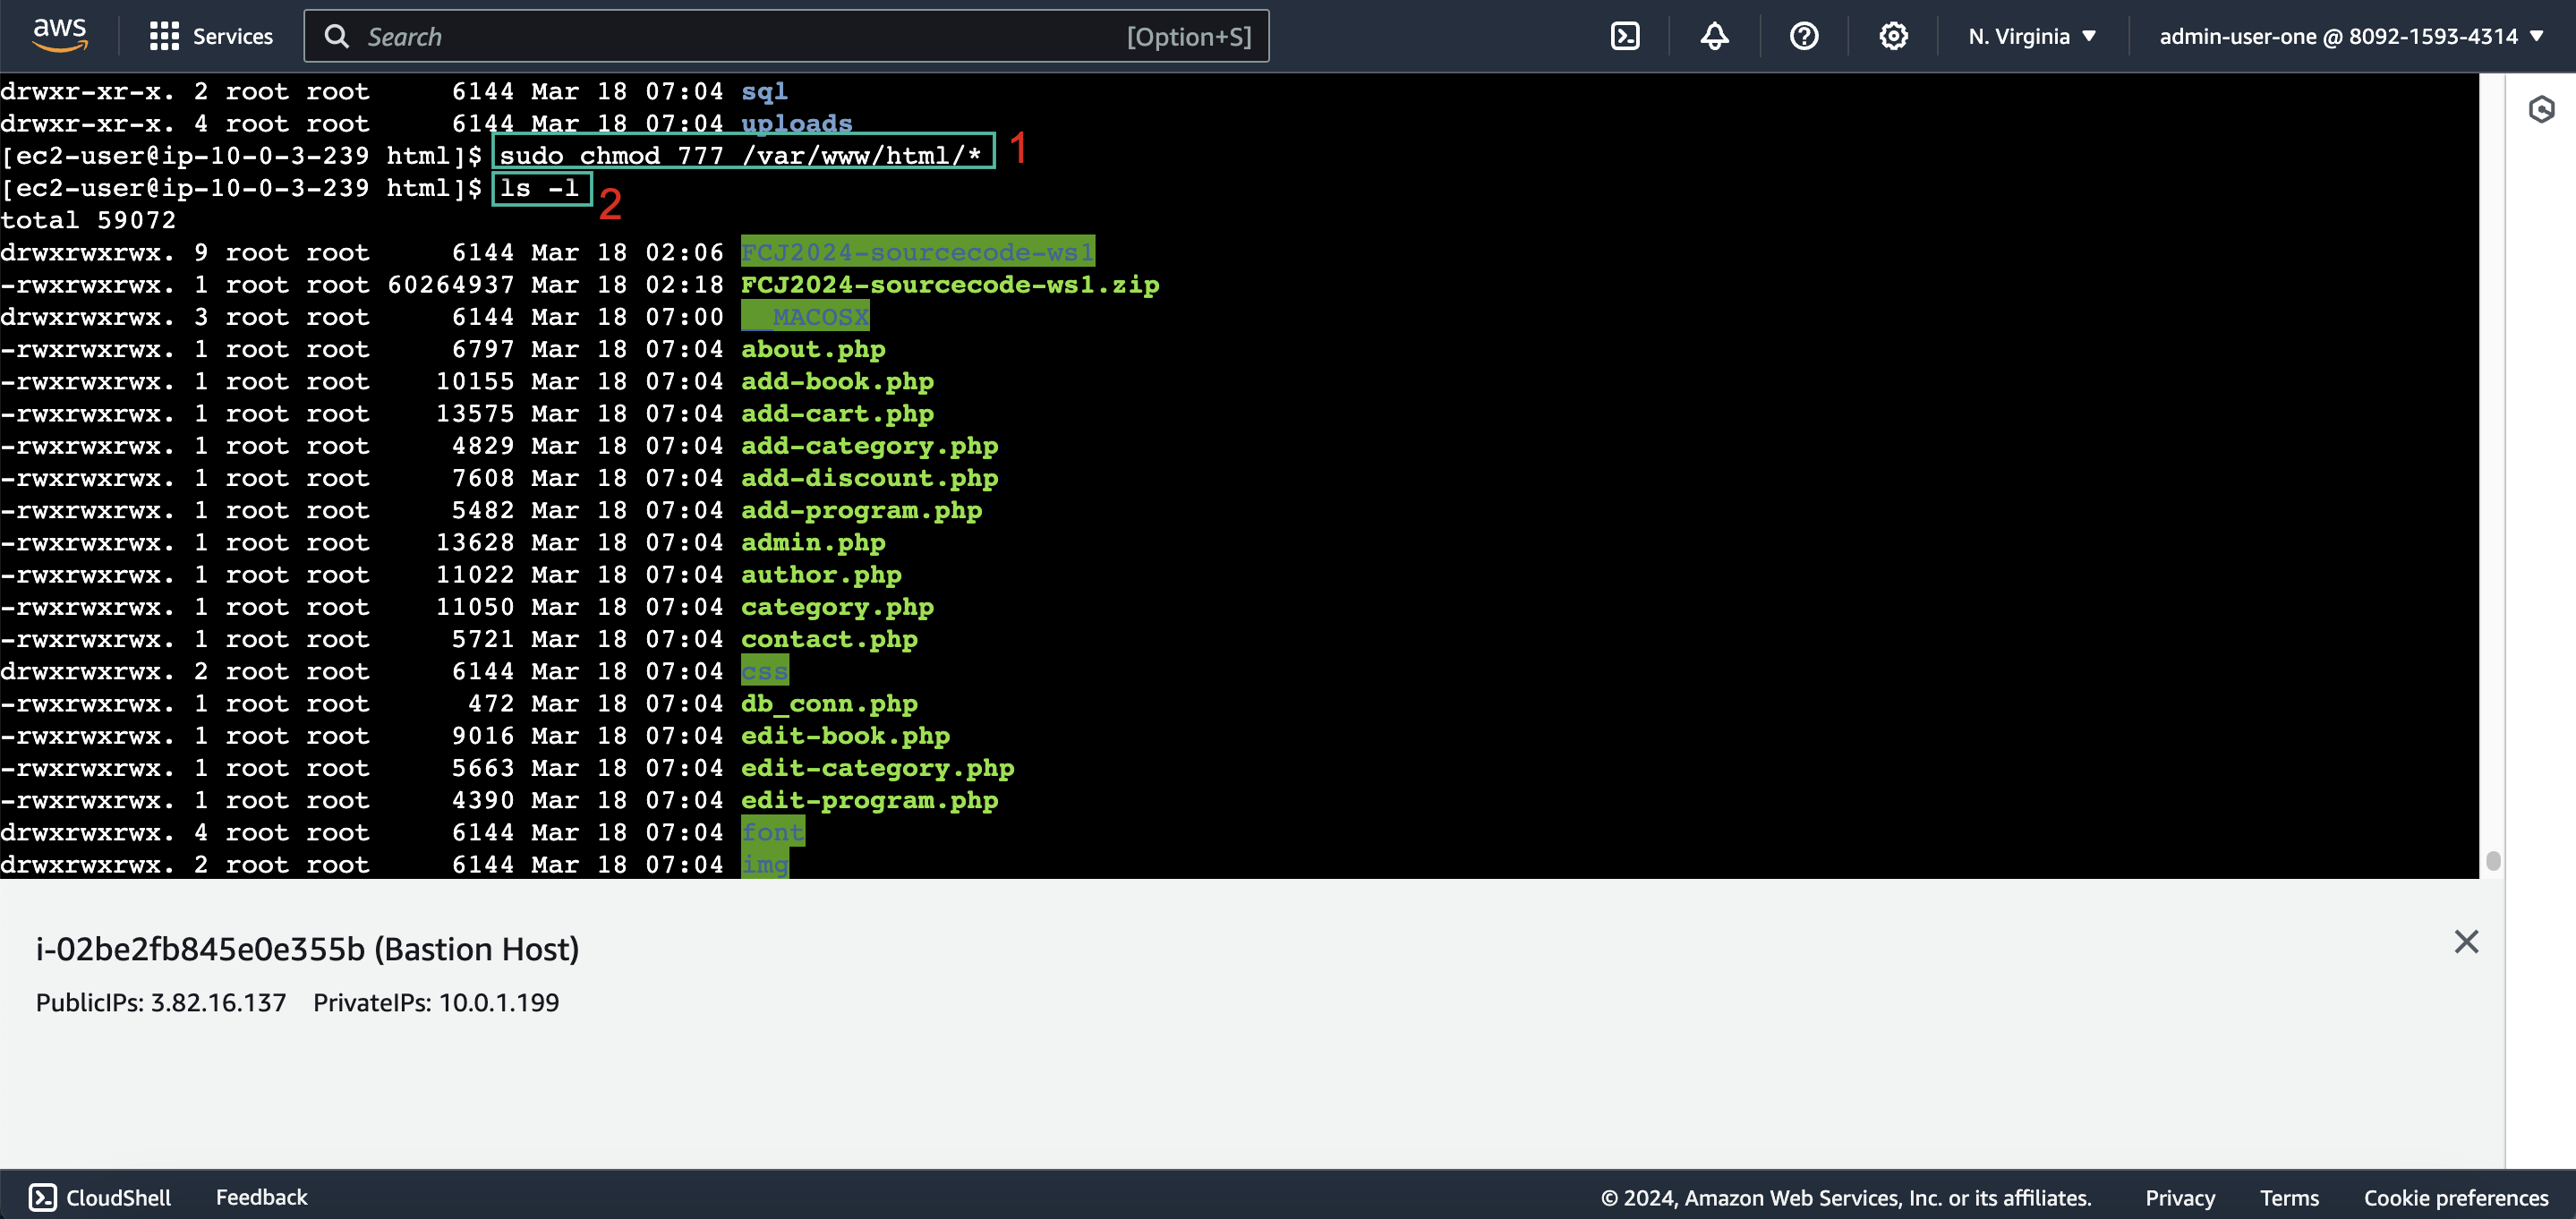 aws Services Search [Option+S] N. Virginia ▼ admin-user-one @ 8092-1593-4314 ▼
drwxr-xr-x. 2 root root 6144 Mar 18 07:04 sql
drwxr-xr-x. 4 root root 6144 Mar 18 07:04 uploads
[ec2-user@ip-10-0-3-239 html]$ sudo chmod 777 /var/www/html/* 1
[ec2-user@ip-10-0-3-239 html]$ ls -l 2
total 59072
drwxrwxrwx. 9 root root 6144 Mar 18 02:06 FCJ2024-sourcecode-ws1
-rwxrwxrwx. 1 root root 60264937 Mar 18 02:18 FCJ2024-sourcecode-ws1.zip
drwxrwxrwx. 3 root root 6144 Mar 18 07:00 __MACOSX
-rwxrwxrwx. 1 root root 6797 Mar 18 07:04 about.php
-rwxrwxrwx. 1 root root 10155 Mar 18 07:04 add-book.php
-rwxrwxrwx. 1 root root 13575 Mar 18 07:04 add-cart.php
-rwxrwxrwx. 1 root root 4829 Mar 18 07:04 add-category.php
-rwxrwxrwx. 1 root root 7608 Mar 18 07:04 add-discount.php
-rwxrwxrwx. 1 root root 5482 Mar 18 07:04 add-program.php
-rwxrwxrwx. 1 root root 13628 Mar 18 07:04 admin.php
-rwxrwxrwx. 1 root root 11022 Mar 18 07:04 author.php
-rwxrwxrwx. 1 root root 11050 Mar 18 07:04 category.php
-rwxrwxrwx. 1 root root 5721 Mar 18 07:04 contact.php
drwxrwxrwx. 2 root root 6144 Mar 18 07:04 css
-rwxrwxrwx. 1 root root 472 Mar 18 07:04 db_conn.php
-rwxrwxrwx. 1 root root 9016 Mar 18 07:04 edit-book.php
-rwxrwxrwx. 1 root root 5663 Mar 18 07:04 edit-category.php
-rwxrwxrwx. 1 root root 4390 Mar 18 07:04 edit-program.php
drwxrwxrwx. 4 root root 6144 Mar 18 07:04 font
drwxrwxrwx. 2 root root 6144 Mar 18 07:04 img
i-02be2fb845e0e355b (Bastion Host)
PublicIPs: 3.82.16.137 PrivateIPs: 10.0.1.199
CloudShell Feedback © 2024, Amazon Web Services, Inc. or its affiliates. Privacy Terms Cookie preferences